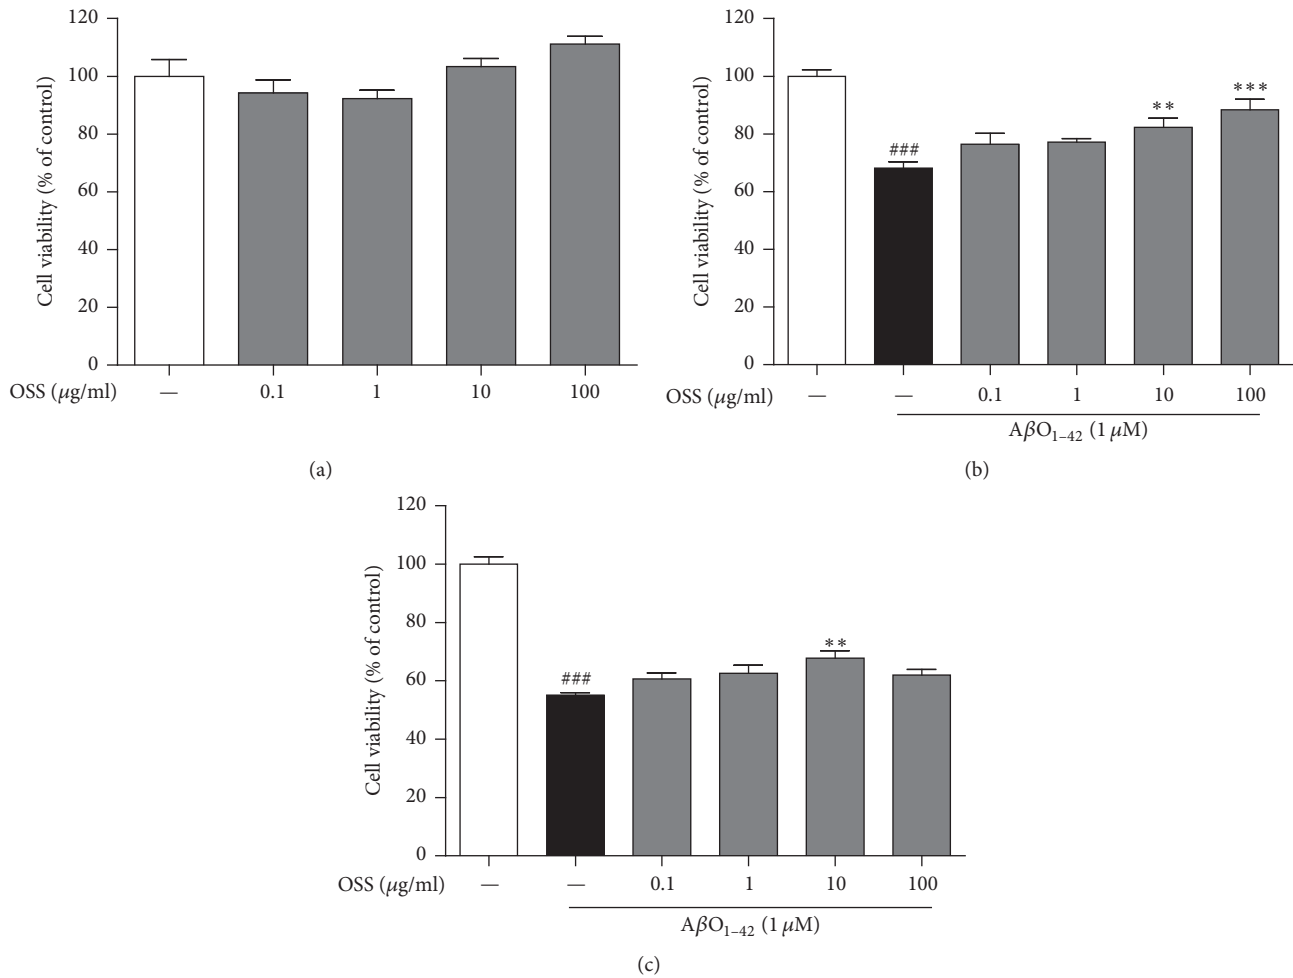 120
100
80
60
40
20
0
Cell viability (% of control)
OSS (μg/ml) — 0.1 1 10 100
(a)
120
100
80
60
40
20
0
Cell viability (% of control)
###
**
***
OSS (μg/ml) — — 0.1 1 10 100
AβO1–42 (1 μM)
(b)
120
100
80
60
40
20
0
Cell viability (% of control)
###
**
OSS (μg/ml) — — 0.1 1 10 100
AβO1–42 (1 μM)
(c)